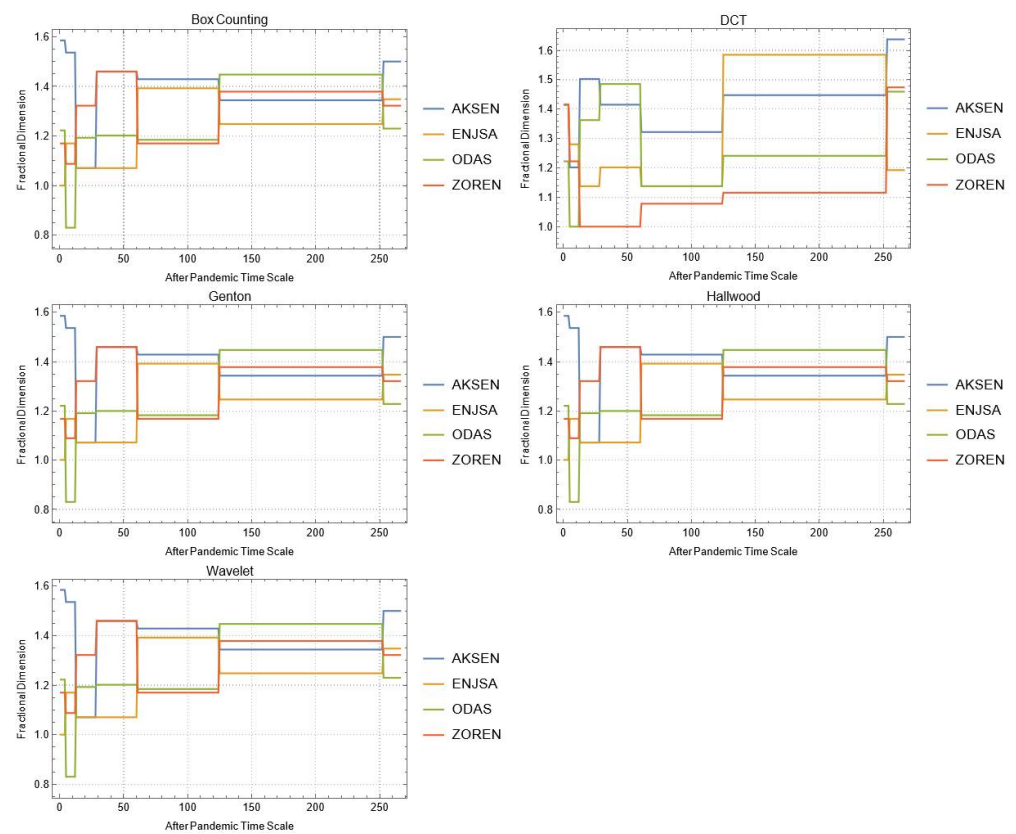 Box Counting
1.6
1.4
1.2
1.0
0.8
Fractional Dimension
0 50 100 150 200 250
After Pandemic Time Scale
AKSEN
ENJSA
ODAS
ZOREN
DCT
1.6
1.5
1.4
1.3
1.2
1.1
1.0
Fractional Dimension
0 50 100 150 200 250
After Pandemic Time Scale
AKSEN
ENJSA
ODAS
ZOREN
Genton
1.6
1.4
1.2
1.0
0.8
Fractional Dimension
0 50 100 150 200 250
After Pandemic Time Scale
AKSEN
ENJSA
ODAS
ZOREN
Hallwood
1.6
1.4
1.2
1.0
0.8
Fractional Dimension
0 50 100 150 200 250
After Pandemic Time Scale
AKSEN
ENJSA
ODAS
ZOREN
Wavelet
1.6
1.4
1.2
1.0
0.8
Fractional Dimension
0 50 100 150 200 250
After Pandemic Time Scale
AKSEN
ENJSA
ODAS
ZOREN